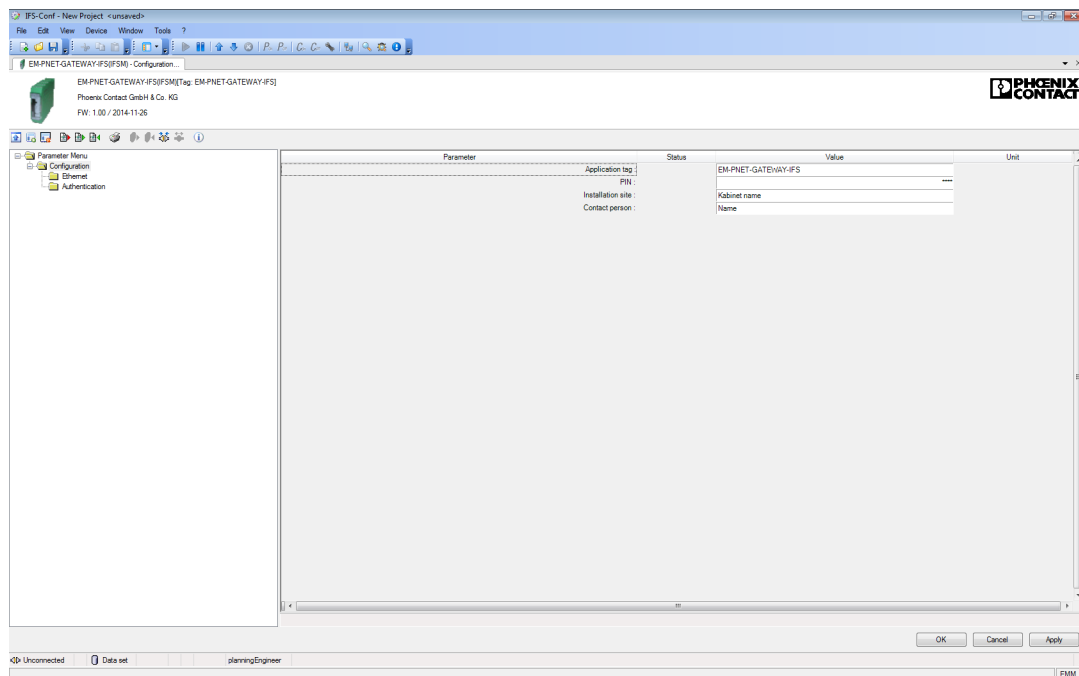 IFS-Conf - New Project <unsaved>
File Edit View Device Window Tools ?
EM-PNET-GATEWAY-IFS(IFSM) - Configuration...
EM-PNET-GATEWAY-IFS(IFSM)[Tag: EM-PNET-GATEWAY-IFS]
Phoenix Contact GmbH & Co. KG
FW: 1.00 / 2014-11-26
PHŒNIX
CONTACT
Parameter Menu
Configuration
Ethernet
Authentication
Parameter Status Value Unit
Application tag : EM-PNET-GATEWAY-IFS
PIN : ****
Installation site : Kabinet name
Contact person : Name
OK Cancel Apply
Unconnected Data set planningEngineer
FMM